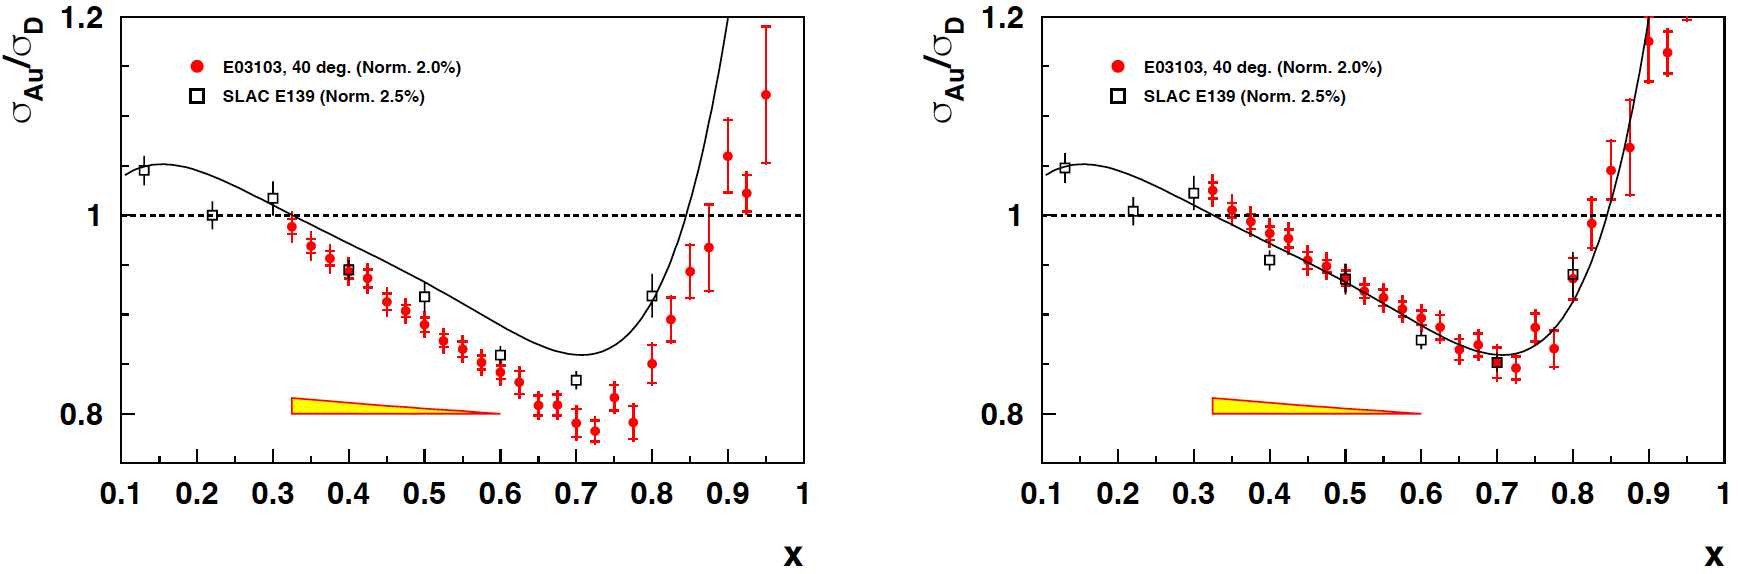 σAu/σD
1.2
1
0.8
E03103, 40 deg. (Norm. 2.0%)
SLAC E139 (Norm. 2.5%)
0.1 0.2 0.3 0.4 0.5 0.6 0.7 0.8 0.9 1
x
σAu/σD
1.2
1
0.8
E03103, 40 deg. (Norm. 2.0%)
SLAC E139 (Norm. 2.5%)
0.1 0.2 0.3 0.4 0.5 0.6 0.7 0.8 0.9 1
x